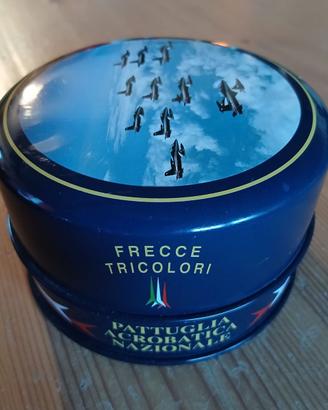 FRECCE
TRICOLORI
PATTUGLIA
ACROBATICA
NAZIONALE